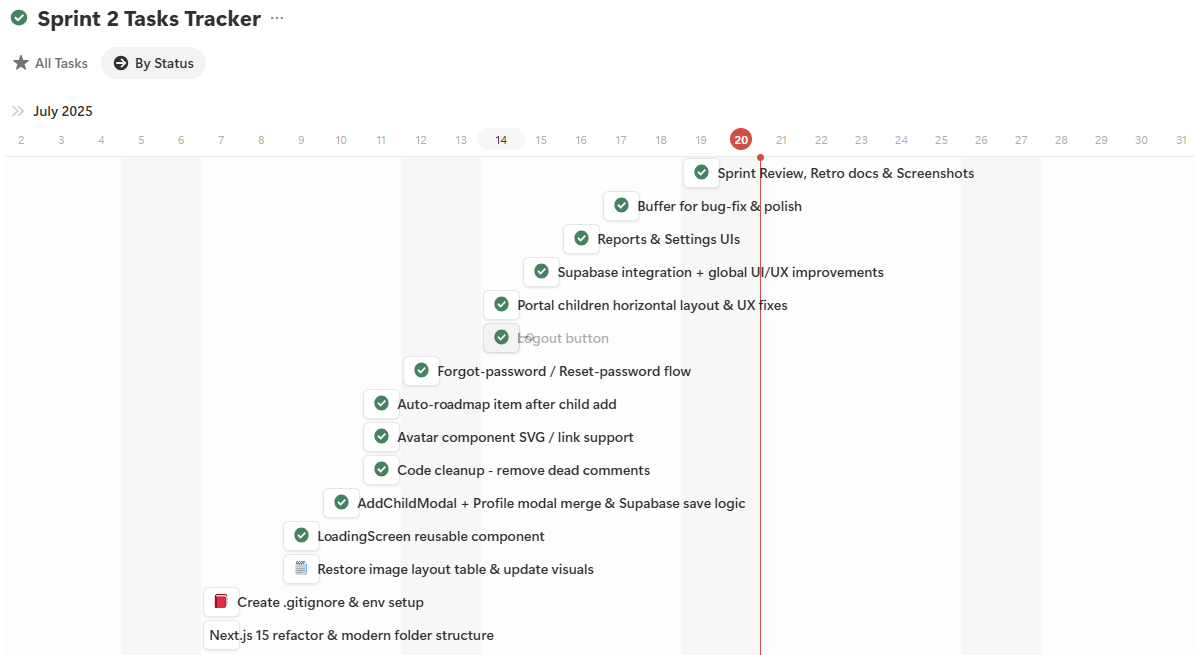 Sprint 2 Tasks Tracker ...
All Tasks By Status
July 2025
2 3 4 5 6 7 8 9 10 11 12 13 14 15 16 17 18 19 20 21 22 23 24 25 26 27 28 29 30 31
Sprint Review, Retro docs & Screenshots
Buffer for bug-fix & polish
Reports & Settings UIs
Supabase integration + global UI/UX improvements
Portal children horizontal layout & UX fixes
Logout button
Forgot-password / Reset-password flow
Auto-roadmap item after child add
Avatar component SVG / link support
Code cleanup - remove dead comments
AddChildModal + Profile modal merge & Supabase save logic
LoadingScreen reusable component
Restore image layout table & update visuals
Create .gitignore & env setup
Next.js 15 refactor & modern folder structure